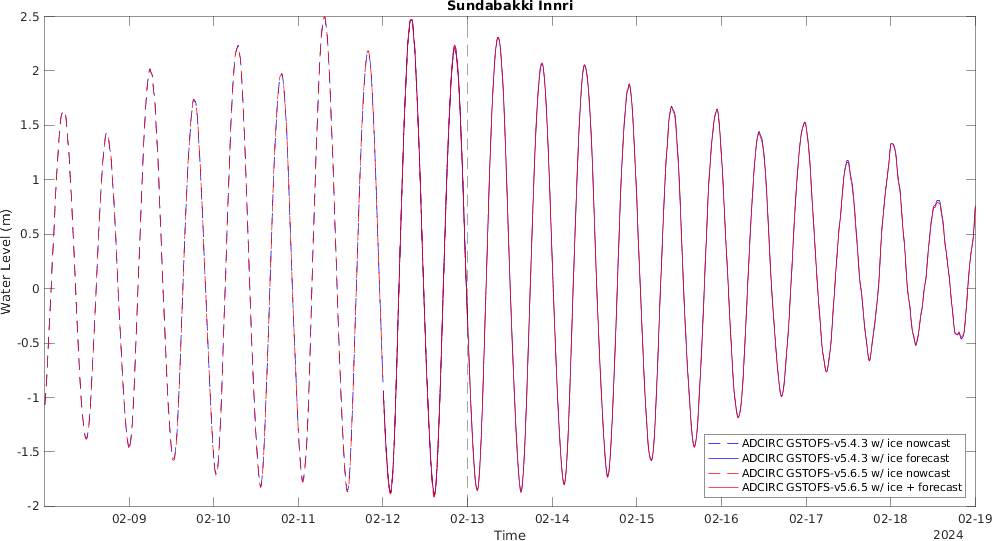 Sundabakki Innri
2.5
2
1.5
1
0.5
0
-0.5
-1
-1.5
-2
Water Level (m)
ADCIRC GSTOFS-v5.4.3 w/ ice nowcast
ADCIRC GSTOFS-v5.4.3 w/ ice forecast
ADCIRC GSTOFS-v5.6.5 w/ ice nowcast
ADCIRC GSTOFS-v5.6.5 w/ ice + forecast
02-09 02-10 02-11 02-12 02-13 02-14 02-15 02-16 02-17 02-18 02-19
Time
2024